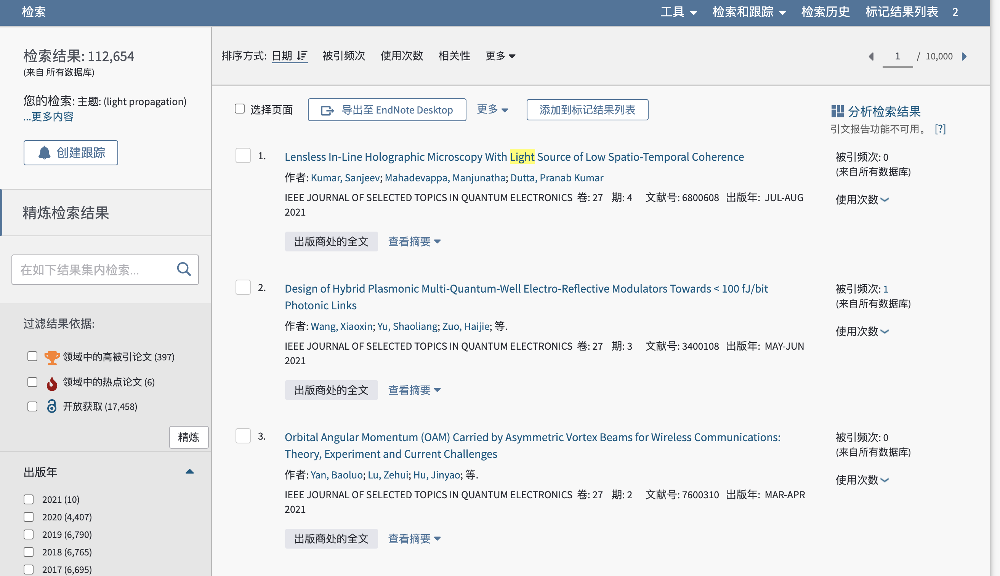 检索
工具 检索和跟踪 检索历史 标记结果列表 2
检索结果: 112,654
(来自 所有数据库)
您的检索: 主题: (light propagation)
...更多内容
创建跟踪
精炼检索结果
在如下结果集内检索...
过滤结果依据:
领域中的高被引论文 (397)
领域中的热点论文 (6)
开放获取 (17,458)
精炼
出版年
2021 (10)
2020 (4,407)
2019 (6,790)
2018 (6,765)
2017 (6,695)
排序方式: 日期 被引频次 使用次数 相关性 更多
1 / 10,000
选择页面 导出至 EndNote Desktop 更多 添加到标记结果列表
分析检索结果
引文报告功能不可用。 [?]
1. Lensless In-Line Holographic Microscopy With Light Source of Low Spatio-Temporal Coherence
作者: Kumar, Sanjeev; Mahadevappa, Manjunatha; Dutta, Pranab Kumar
IEEE JOURNAL OF SELECTED TOPICS IN QUANTUM ELECTRONICS 卷: 27 期: 4 文献号: 6800608 出版年: JUL-AUG
2021
出版商处的全文 查看摘要
被引频次: 0
(来自所有数据库)
使用次数
2. Design of Hybrid Plasmonic Multi-Quantum-Well Electro-Reflective Modulators Towards < 100 fJ/bit
Photonic Links
作者: Wang, Xiaoxin; Yu, Shaoliang; Zuo, Haijie; 等.
IEEE JOURNAL OF SELECTED TOPICS IN QUANTUM ELECTRONICS 卷: 27 期: 3 文献号: 3400108 出版年: MAY-JUN
2021
出版商处的全文 查看摘要
被引频次: 1
(来自所有数据库)
使用次数
3. Orbital Angular Momentum (OAM) Carried by Asymmetric Vortex Beams for Wireless Communications:
Theory, Experiment and Current Challenges
作者: Yan, Baoluo; Lu, Zehui; Hu, Jinyao; 等.
IEEE JOURNAL OF SELECTED TOPICS IN QUANTUM ELECTRONICS 卷: 27 期: 2 文献号: 7600310 出版年: MAR-APR
2021
出版商处的全文 查看摘要
被引频次: 0
(来自所有数据库)
使用次数